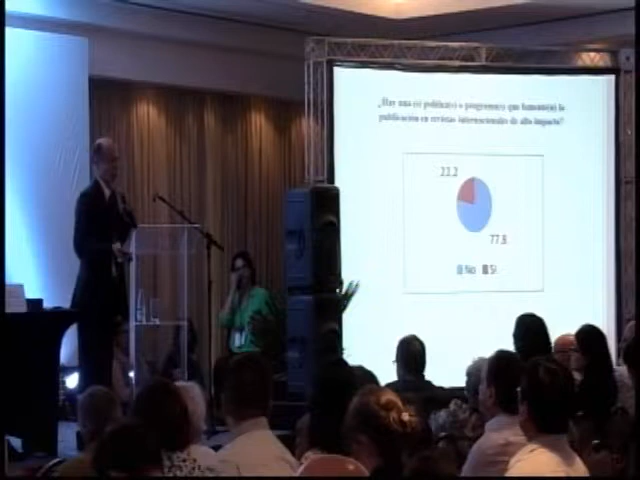 ¿Hay una (s) política(s) o programa(s) que fomente(n) la
publicación en revistas internacionales de alto impacto?
22.2
77.8
No Sí